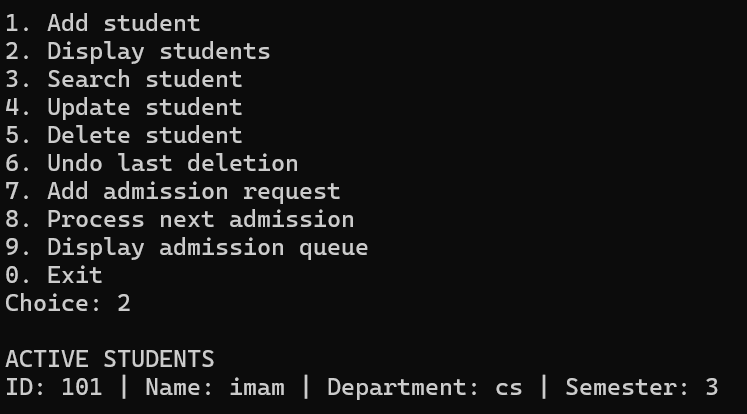 1. Add student
2. Display students
3. Search student
4. Update student
5. Delete student
6. Undo last deletion
7. Add admission request
8. Process next admission
9. Display admission queue
0. Exit
Choice: 2
ACTIVE STUDENTS
ID: 101 | Name: imam | Department: cs | Semester: 3